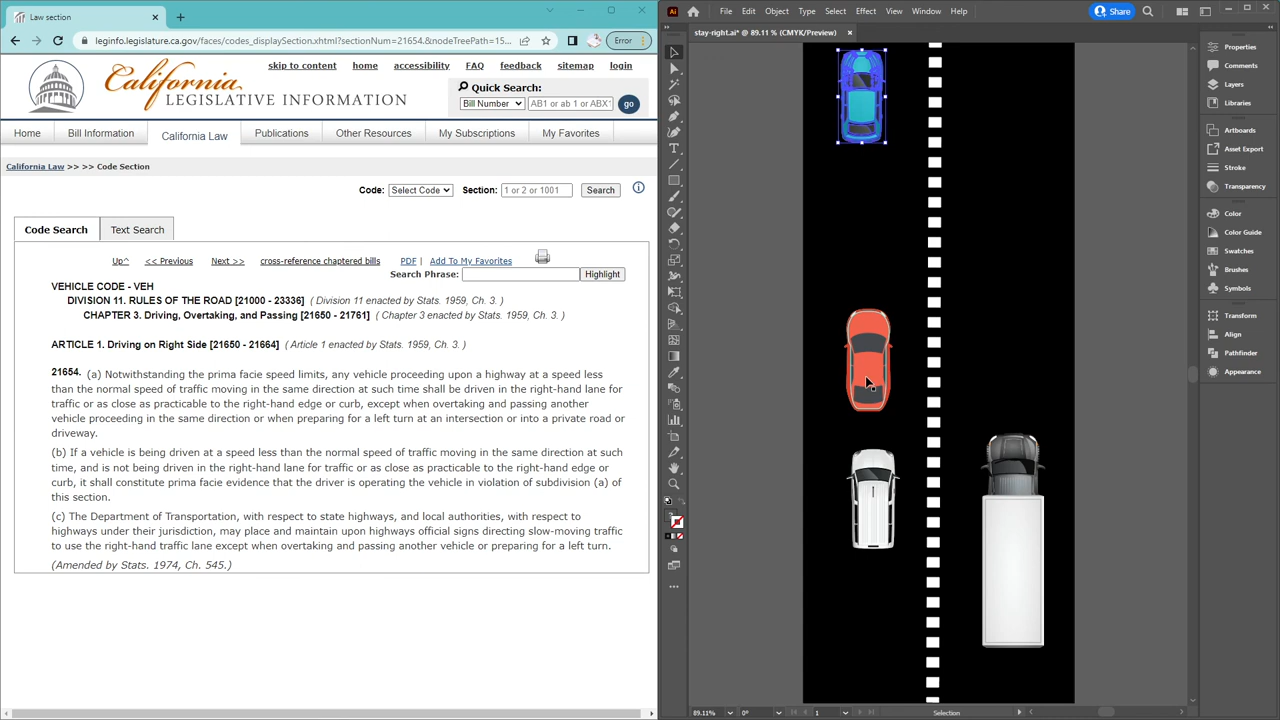 Law section
leginfo.legislature.ca.gov/faces/codes_displaySection.xhtml?sectionNum=21654.&nodeTreePath=15...
Error
skip to content home accessibility FAQ feedback sitemap login
California
LEGISLATIVE INFORMATION
Quick Search:
Bill Number AB1 or ab 1 or ABX1 go
Home Bill Information California Law Publications Other Resources My Subscriptions My Favorites
California Law >> >> Code Section
Code: Select Code Section: 1 or 2 or 1001 Search
Code Search Text Search
Up^ << Previous Next >> cross-reference chaptered bills PDF | Add To My Favorites
Search Phrase: Highlight
VEHICLE CODE - VEH
DIVISION 11. RULES OF THE ROAD [21000 - 23336] ( Division 11 enacted by Stats. 1959, Ch. 3. )
CHAPTER 3. Driving, Overtaking, and Passing [21650 - 21761] ( Chapter 3 enacted by Stats. 1959, Ch. 3. )
ARTICLE 1. Driving on Right Side [21650 - 21664] ( Article 1 enacted by Stats. 1959, Ch. 3. )
21654. (a) Notwithstanding the prima facie speed limits, any vehicle proceeding upon a highway at a speed less
than the normal speed of traffic moving in the same direction at such time shall be driven in the right-hand lane for
traffic or as close as practicable to the right-hand edge or curb, except when overtaking and passing another
vehicle proceeding in the same direction or when preparing for a left turn at an intersection or into a private road or
driveway.
(b) If a vehicle is being driven at a speed less than the normal speed of traffic moving in the same direction at such
time, and is not being driven in the right-hand lane for traffic or as close as practicable to the right-hand edge or
curb, it shall constitute prima facie evidence that the driver is operating the vehicle in violation of subdivision (a) of
this section.
(c) The Department of Transportation, with respect to state highways, and local authorities, with respect to
highways under their jurisdiction, may place and maintain upon highways official signs directing slow-moving traffic
to use the right-hand traffic lane except when overtaking and passing another vehicle or preparing for a left turn.
(Amended by Stats. 1974, Ch. 545.)
Ai File Edit Object Type Select Effect View Window Help Share
stay-right.ai* @ 89.11 % (CMYK/Preview)
Properties
Comments
Layers
Libraries
Artboards
Asset Export
Stroke
Transparency
Color
Color Guide
Swatches
Brushes
Symbols
Transform
Align
Pathfinder
Appearance
89.11% 0° 1 Selection